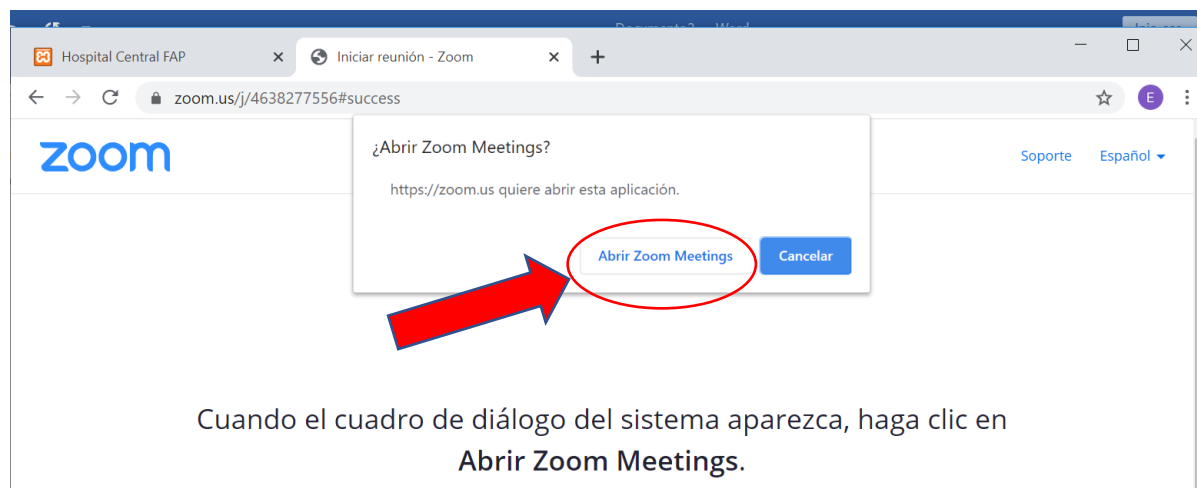 Documento2 - Word
Hospital Central FAP
Iniciar reunión - Zoom
zoom.us/j/4638277556#success
E
zoom
Soporte
Español
¿Abrir Zoom Meetings?
https://zoom.us quiere abrir esta aplicación.
Abrir Zoom Meetings
Cancelar
Cuando el cuadro de diálogo del sistema aparezca, haga clic en
Abrir Zoom Meetings.